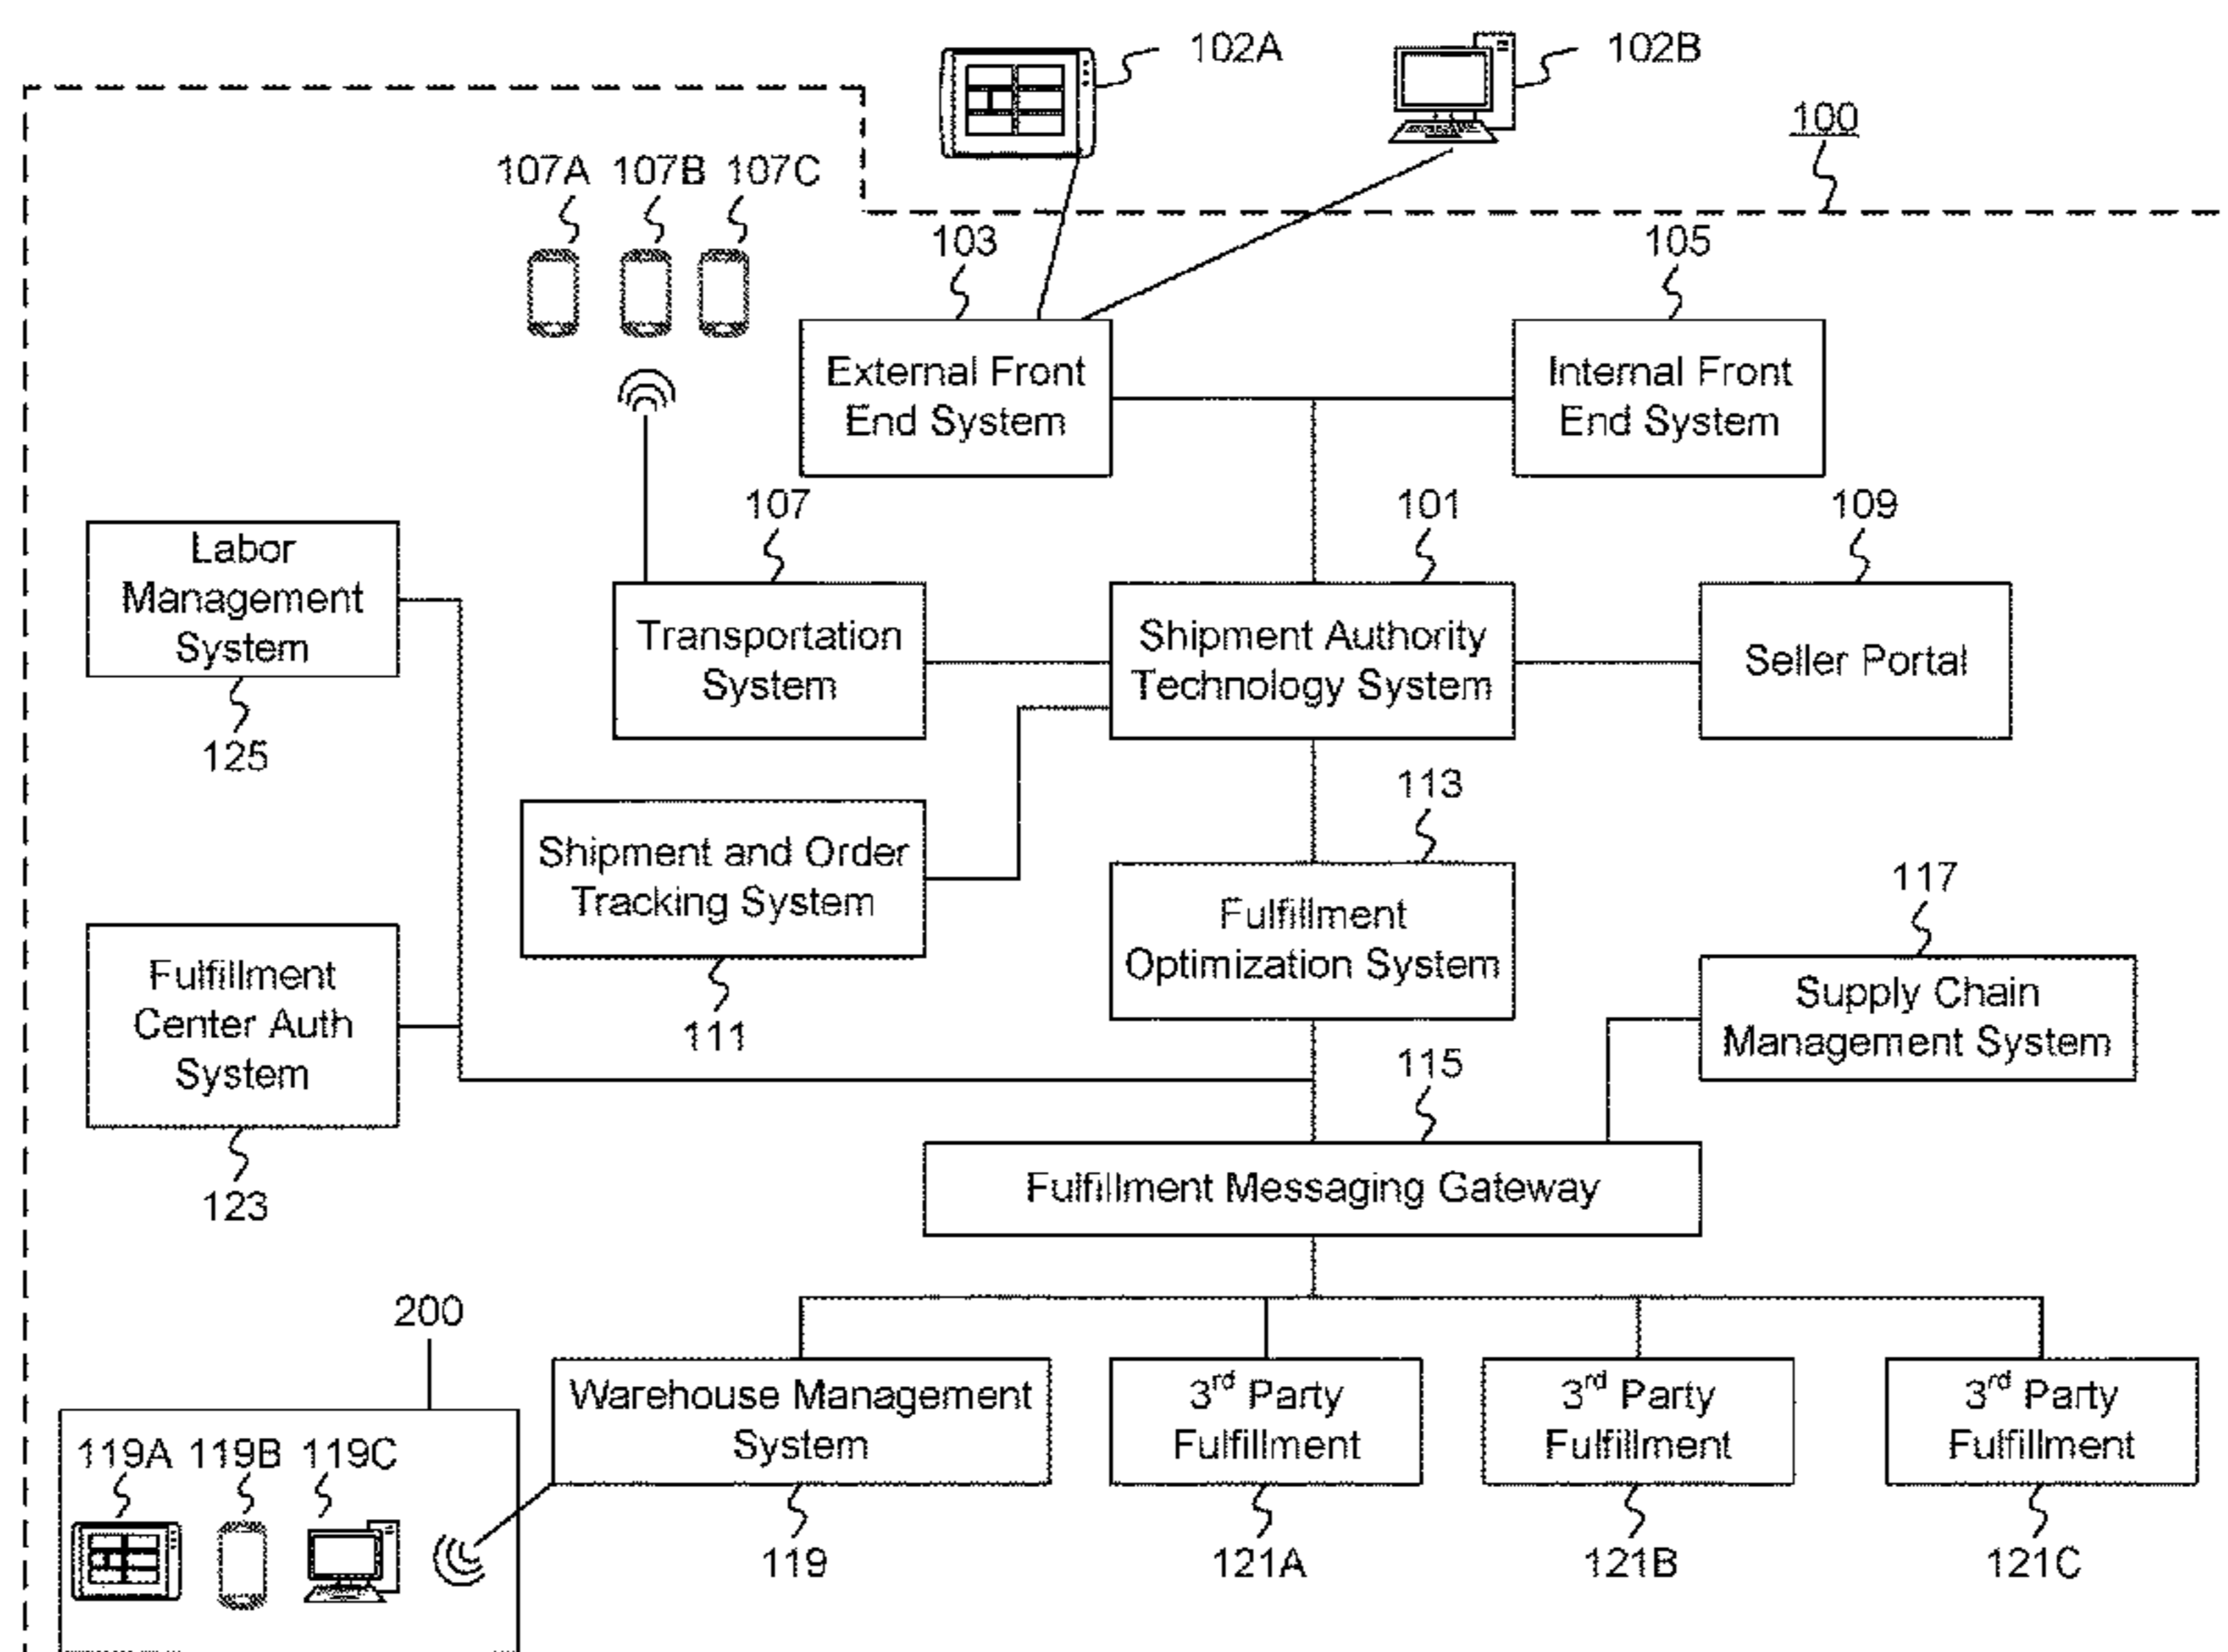 102A
102B
100
107A 107B 107C
103
105
External Front
End System
Internal Front
End System
107
101
109
Labor
Management
System
Transportation
System
Shipment Authority
Technology System
Seller Portal
125
113
Shipment and Order
Tracking System
117
Fulfillment
Optimization System
Fulfillment
Center Auth
System
Supply Chain
Management System
111
115
123
Fulfillment Messaging Gateway
200
Warehouse Management
System
3rd Party
Fulfillment
3rd Party
Fulfillment
3rd Party
Fulfillment
119A 119B 119C
119
121A
121B
121C